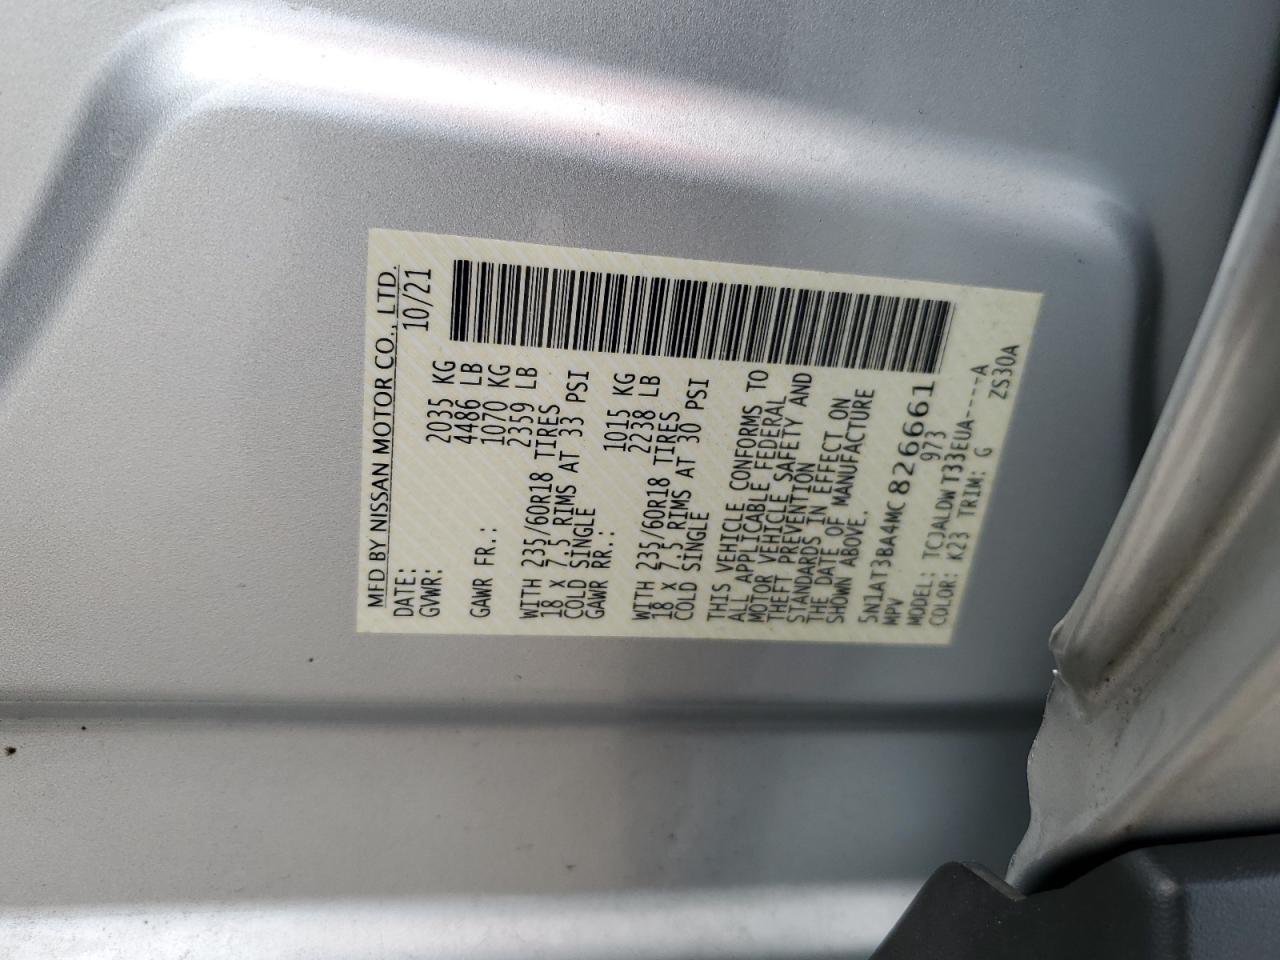 MFD BY NISSAN MOTOR CO., LTD.
DATE: 10/21
GVWR: 2035 KG
4486 LB
GAWR FR.: 1070 KG
2359 LB
WITH 235/60R18 TIRES
18 X 7.5 RIMS AT 33 PSI
COLD SINGLE
GAWR RR.: 1015 KG
2238 LB
WITH 235/60R18 TIRES
18 X 7.5 RIMS AT 30 PSI
COLD SINGLE
THIS VEHICLE CONFORMS TO
ALL APPLICABLE FEDERAL
MOTOR VEHICLE SAFETY AND
THEFT PREVENTION
STANDARDS IN EFFECT ON
THE DATE OF MANUFACTURE
SHOWN ABOVE.
5N1AT3BA4MC826661
MPV 973
MODEL: TCJALDWT33EUA----A
COLOR: K23 TRIM: G ZS30A